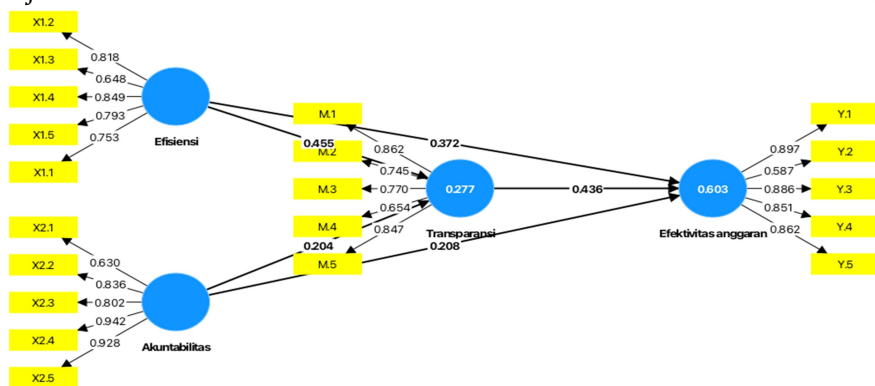 X1.2
X1.3
X1.4
X1.5
X1.1
0.818
0.648
0.849
0.793
0.753
Efisiensi
X2.1
X2.2
X2.3
X2.4
X2.5
0.630
0.836
0.802
0.942
0.928
Akuntabilitas
0.455
0.372
0.204
0.208
M.1
M.2
M.3
M.4
M.5
0.862
0.745
0.770
0.654
0.847
0.277
Transparansi
0.436
0.603
Efektivitas anggaran
0.897
0.587
0.886
0.851
0.862
Y.1
Y.2
Y.3
Y.4
Y.5